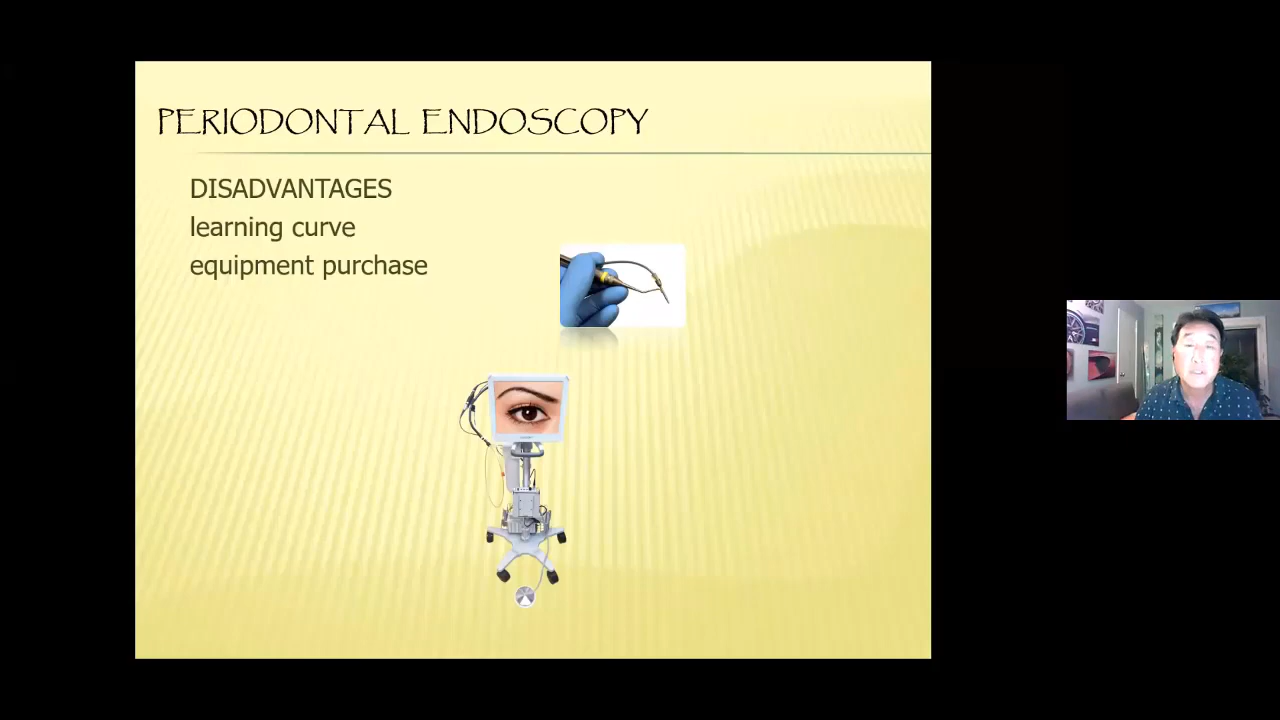 PERIODONTAL ENDOSCOPY
DISADVANTAGES
learning curve
equipment purchase